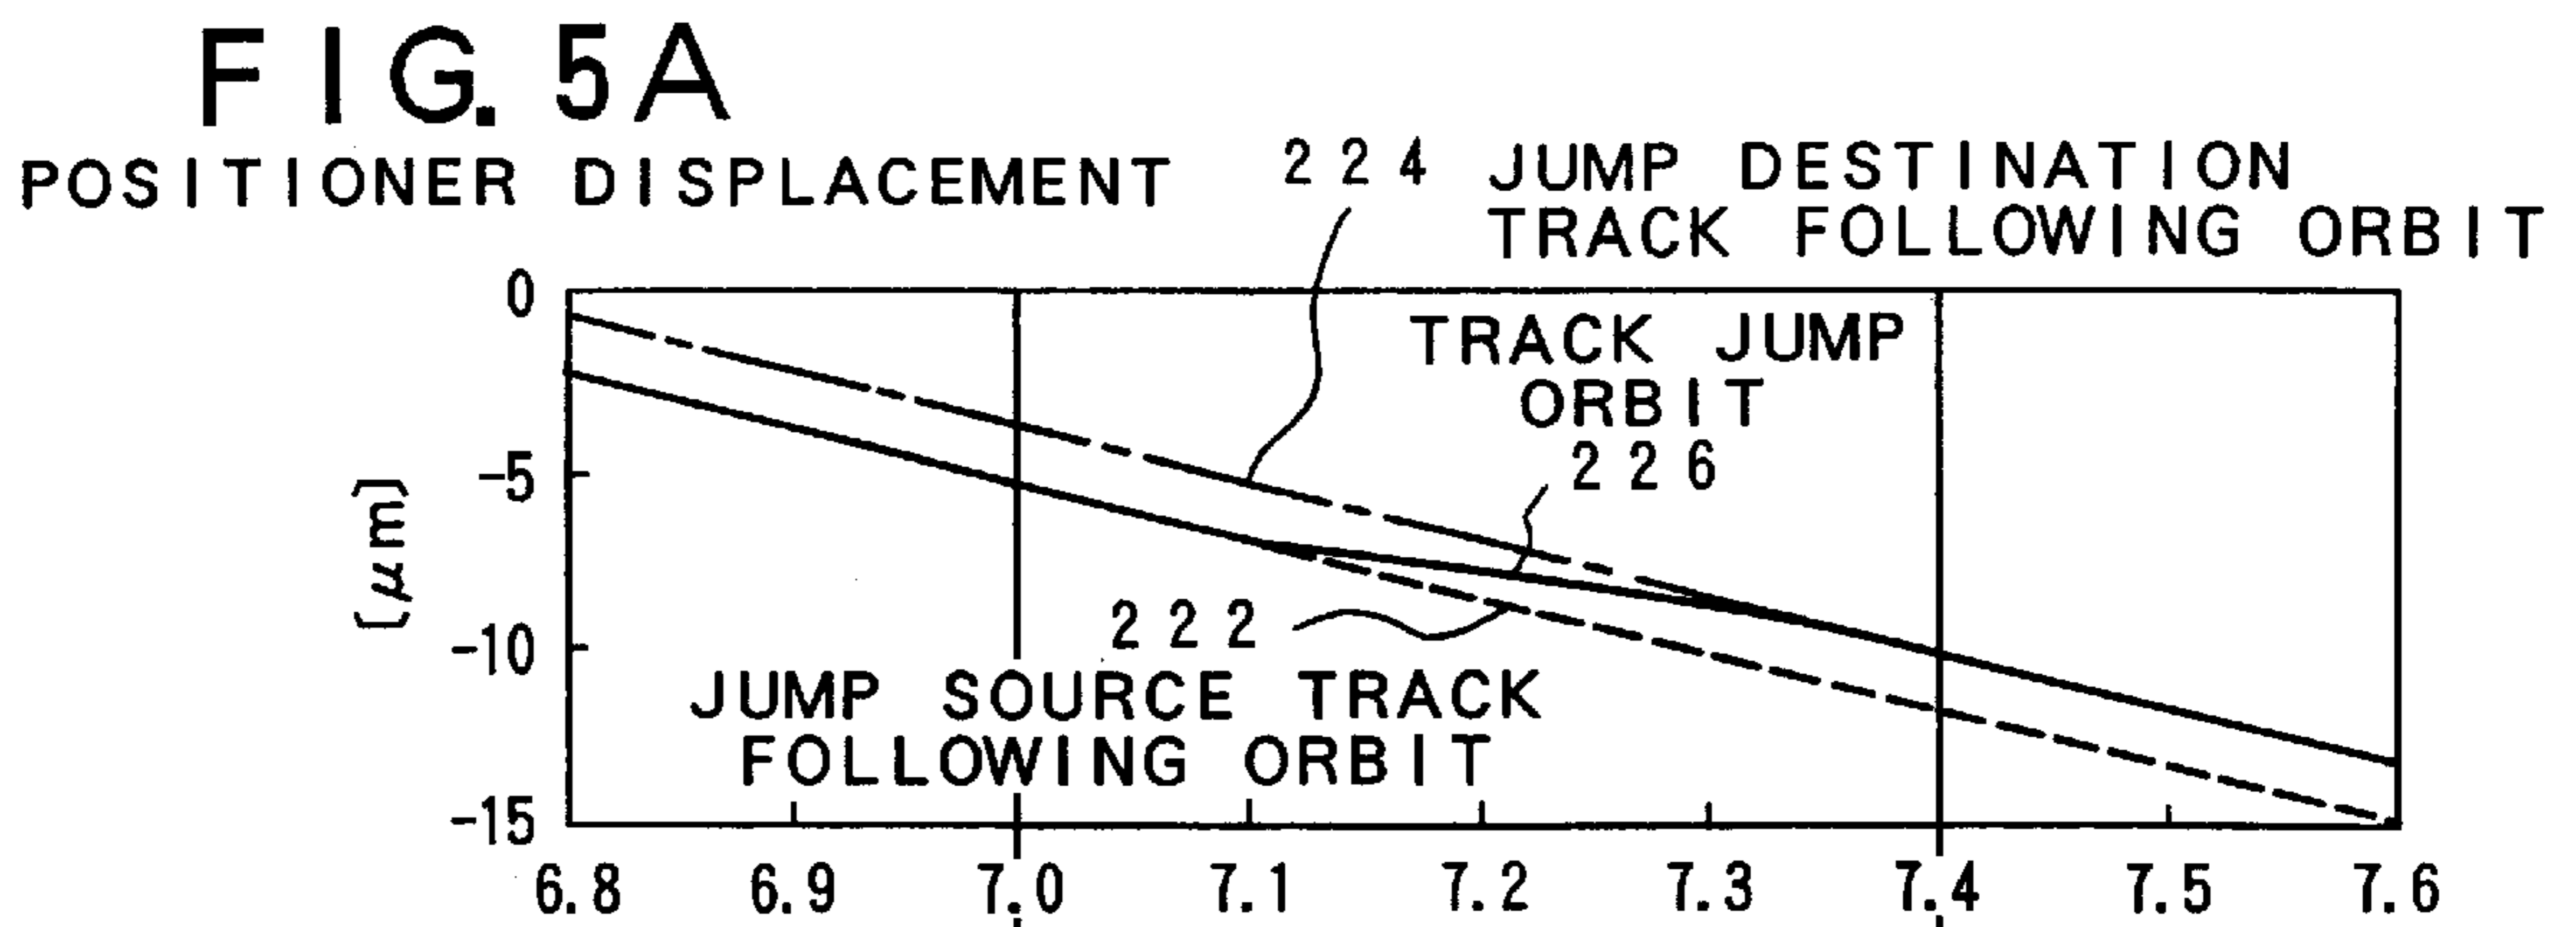 FIG. 5A
POSITIONER DISPLACEMENT
224 JUMP DESTINATION
TRACK FOLLOWING ORBIT
0
-5
-10
-15
[μm]
TRACK JUMP
ORBIT
226
222
JUMP SOURCE TRACK
FOLLOWING ORBIT
6.8 6.9 7.0 7.1 7.2 7.3 7.4 7.5 7.6